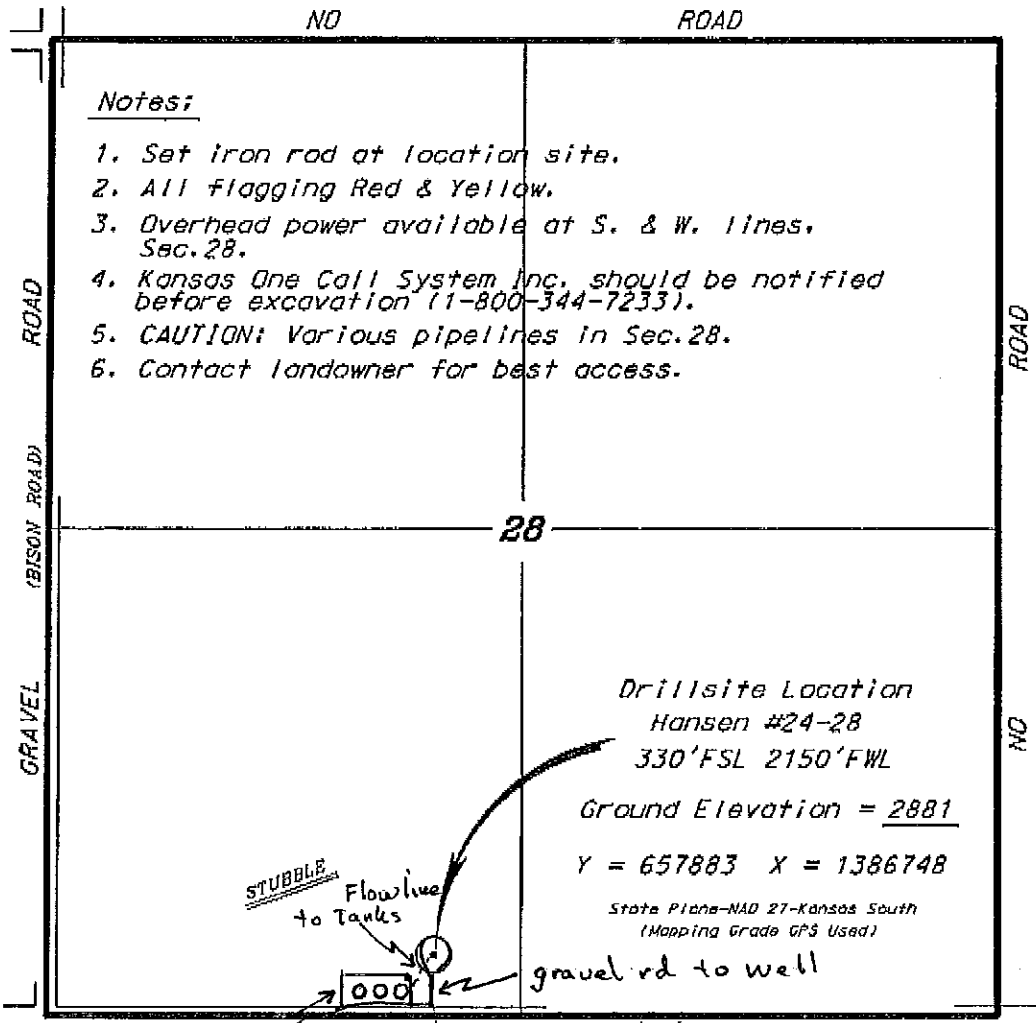 NO ROAD
Notes:
1. Set iron rod at location site.
2. All flagging Red & Yellow.
3. Overhead power available at S. & W. lines,
Sec.28.
4. Kansas One Call System Inc. should be notified
before excavation (1-800-344-7233).
5. CAUTION: Various pipelines in Sec.28.
6. Contact landowner for best access.
GRAVEL (BISON ROAD) ROAD
NO ROAD
28
Drillsite Location
Hansen #24-28
330'FSL 2150'FWL
Ground Elevation = 2881
Y = 657883 X = 1386748
State Plane-NAD 27-Kansas South
(Mapping Grade GPS Used)
STUBBLE
Flowline
to Tanks
gravel rd to well